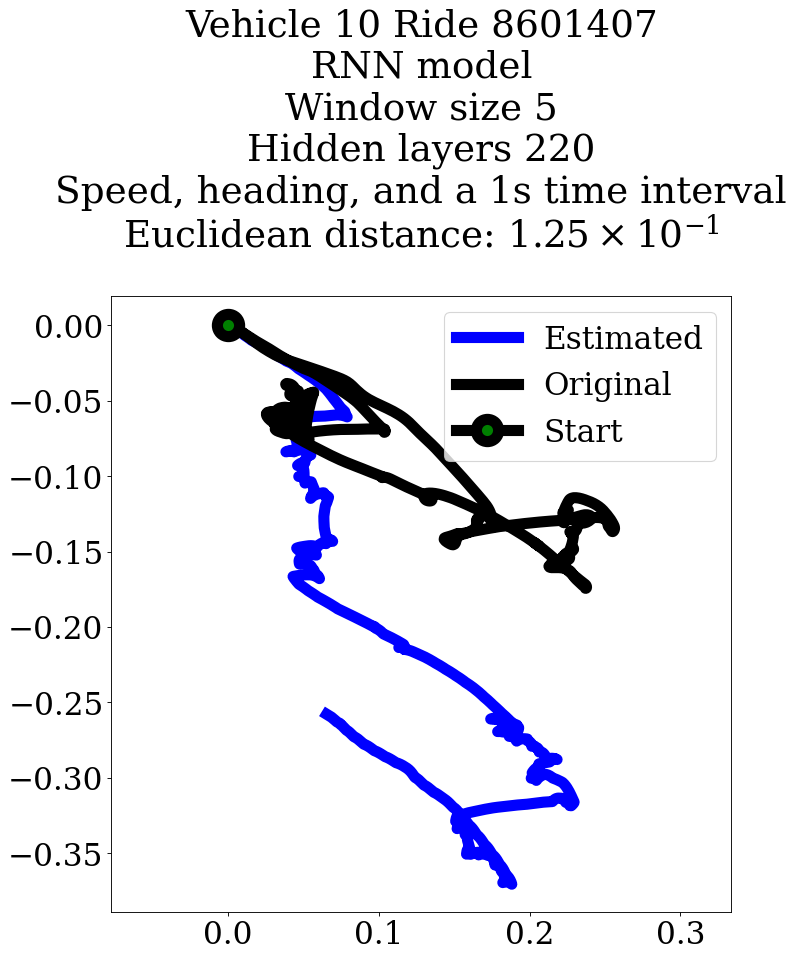 Vehicle 10 Ride 8601407
RNN model
Window size 5
Hidden layers 220
Speed, heading, and a 1s time interval
Euclidean distance: 1.25 × 10⁻¹
Estimated
Original
Start
0.00
−0.05
−0.10
−0.15
−0.20
−0.25
−0.30
−0.35
0.0 0.1 0.2 0.3